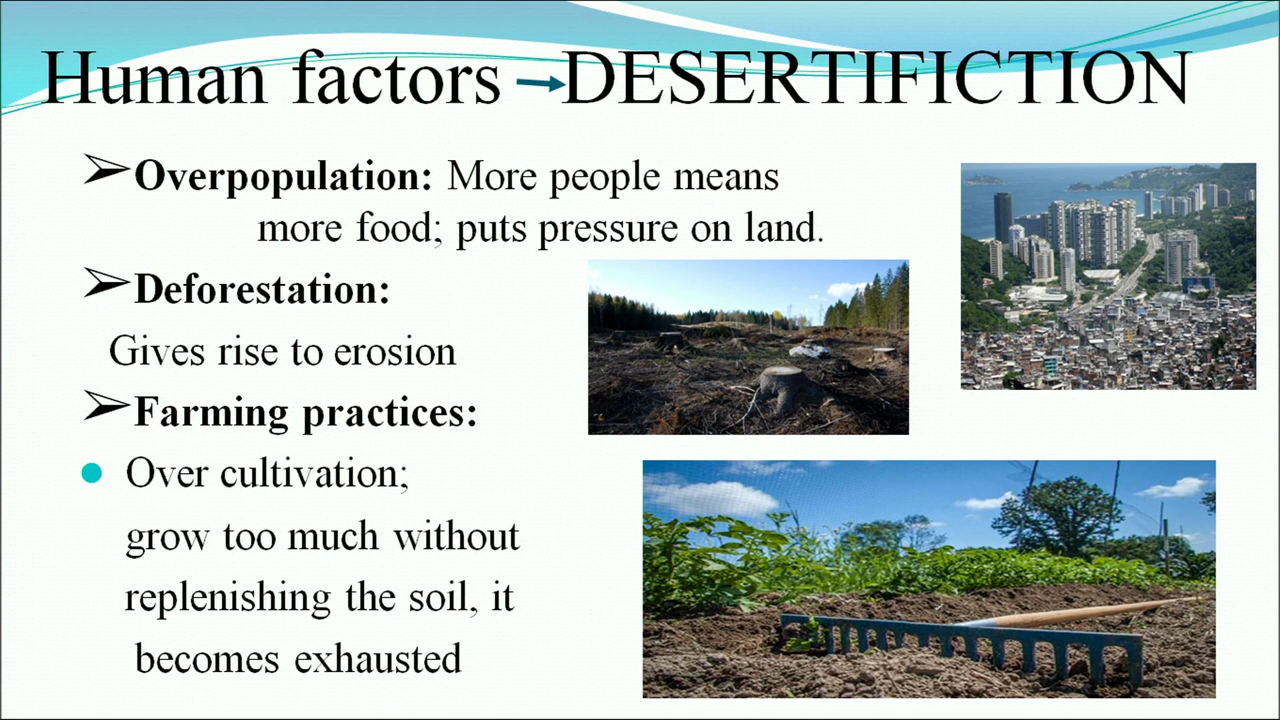 Human factors → DESERTIFICTION
➢ Overpopulation: More people means
more food; puts pressure on land.
➢ Deforestation:
Gives rise to erosion
➢ Farming practices:
● Over cultivation;
grow too much without
replenishing the soil, it
becomes exhausted